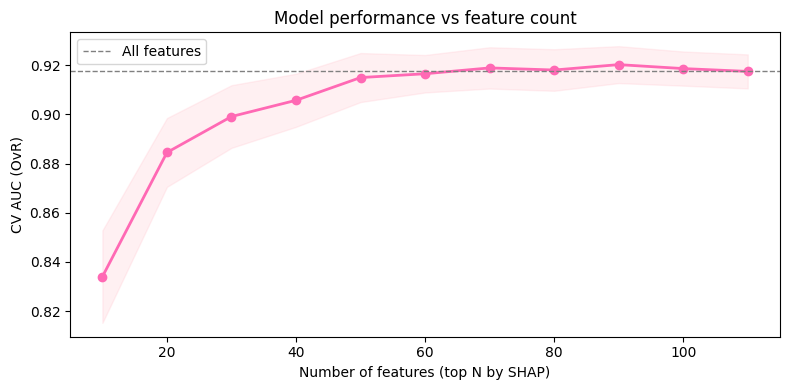 Model performance vs feature count
All features
CV AUC (OvR)
0.92
0.90
0.88
0.86
0.84
0.82
20 40 60 80 100
Number of features (top N by SHAP)